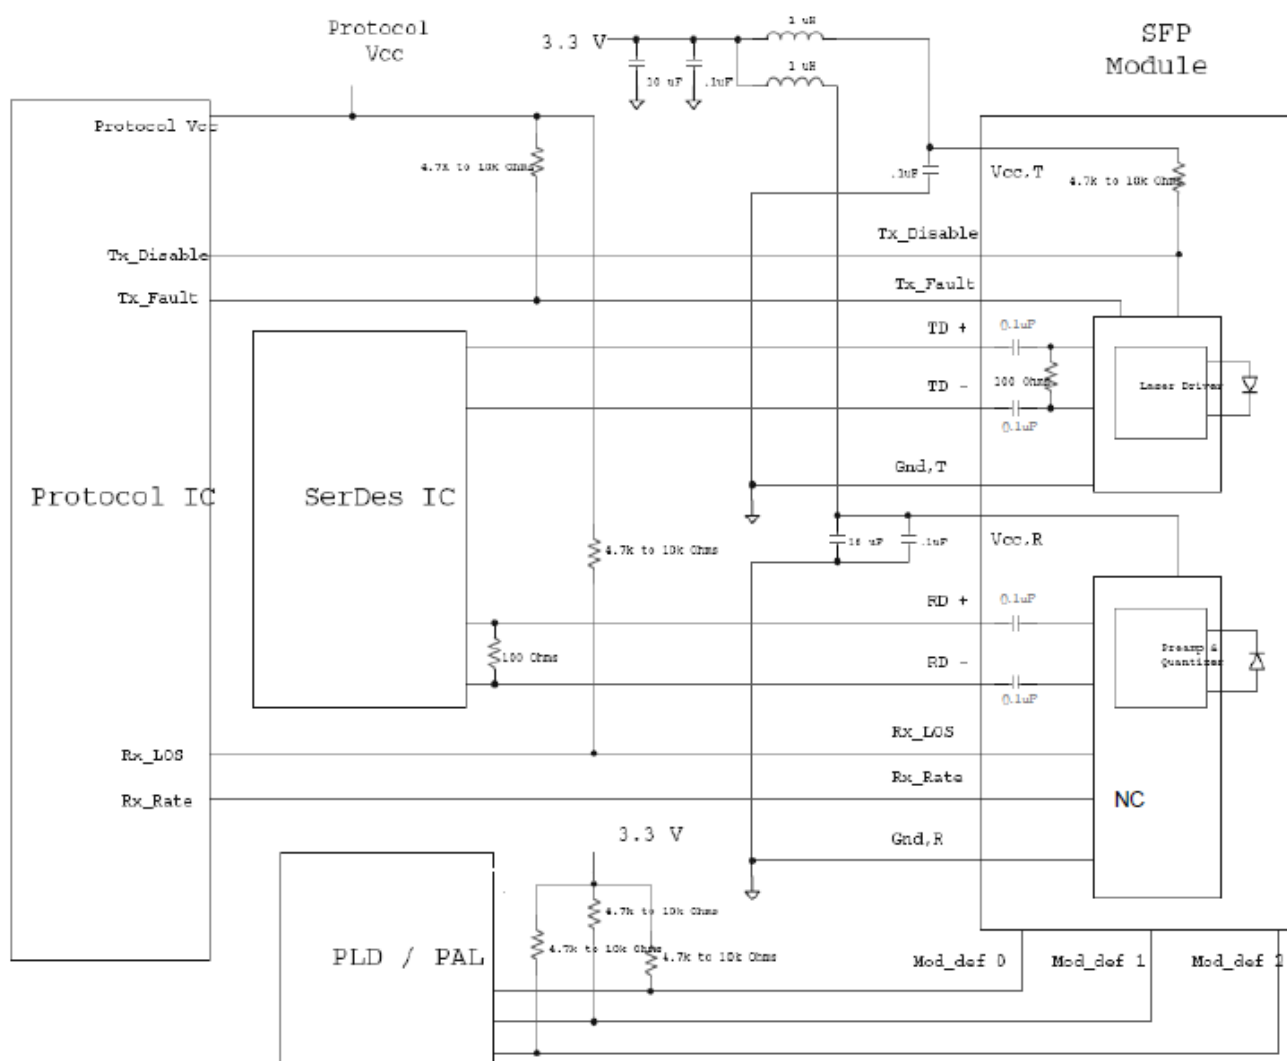 Protocol
Vcc
3.3 V
1 uH
1 uH
10 uF
.1uF
SFP
Module
Protocol Vcc
4.7K to 10K Ohms
.1uF
Vcc,T
4.7k to 10k Ohms
Tx_Disable
Tx_Disable
Tx_Fault
Tx_Fault
TD +
0.1uF
TD -
100 Ohms
0.1uF
Laser Driver
Gnd,T
Protocol IC
SerDes IC
4.7k to 10k Ohms
uF
.1uF
Vcc,R
RD +
0.1uF
100 Ohms
RD -
0.1uF
Preamp &
Quantizer
Rx_LOS
Rx_LOS
Rx_Rate
Rx_Rate
NC
3.3 V
Gnd,R
4.7k to 10k Ohms
4.7k to 10k Ohms
4.7k to 10k Ohms
PLD / PAL
Mod_def 0
Mod_def 1
Mod_def 2